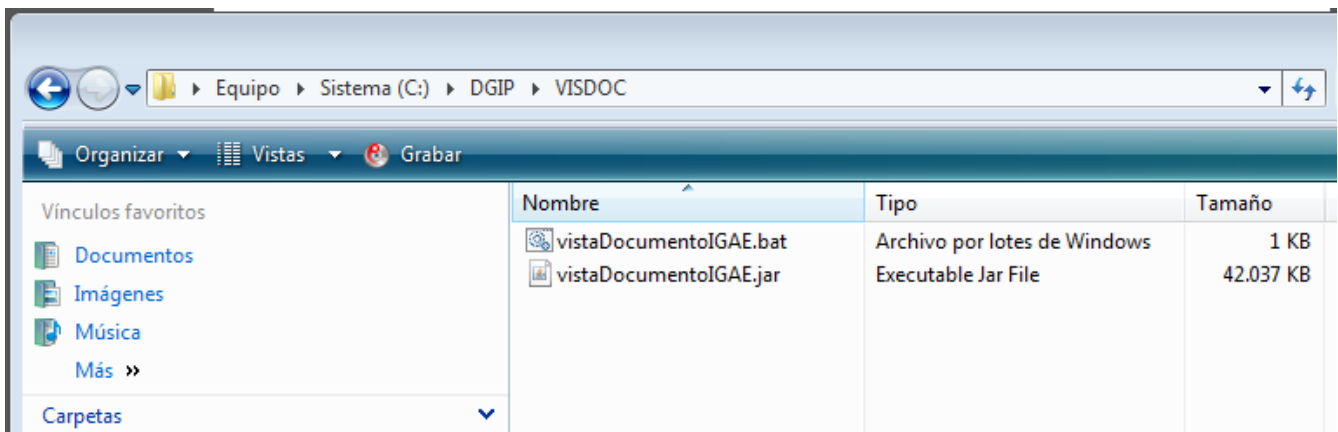 Equipo Sistema (C:) DGIP VISDOC
Organizar Vistas Grabar
Vínculos favoritos
Documentos
Imágenes
Música
Más »
Carpetas
Nombre Tipo Tamaño
vistaDocumentoIGAE.bat Archivo por lotes de Windows 1 KB
vistaDocumentoIGAE.jar Executable Jar File 42.037 KB